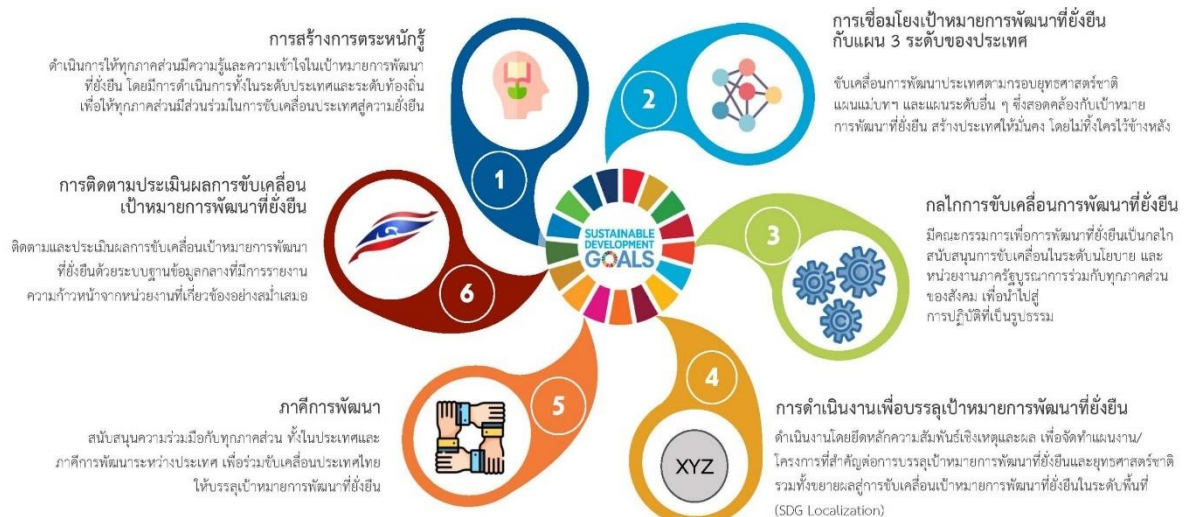 การสร้างการตระหนักรู้
ดำเนินการให้ทุกภาคส่วนมีความรู้และความเข้าใจในเป้าหมายการพัฒนา
ที่ยั่งยืน โดยมีการดำเนินการทั้งในระดับประเทศและระดับท้องถิ่น
เพื่อให้ทุกภาคส่วนมีส่วนร่วมในการขับเคลื่อนประเทศสู่ความยั่งยืน
1
การเชื่อมโยงเป้าหมายการพัฒนาที่ยั่งยืน
กับแผน 3 ระดับของประเทศ
ขับเคลื่อนการพัฒนาประเทศตามกรอบยุทธศาสตร์ชาติ
แผนแม่บทฯ และแผนระดับอื่น ๆ ซึ่งสอดคล้องกับเป้าหมาย
การพัฒนาที่ยั่งยืน สร้างประเทศให้มั่นคง โดยไม่ทิ้งใครไว้ข้างหลัง
2
กลไกการขับเคลื่อนการพัฒนาที่ยั่งยืน
มีคณะกรรมการเพื่อการพัฒนาที่ยั่งยืนเป็นกลไก
สนับสนุนการขับเคลื่อนในระดับนโยบาย และ
หน่วยงานภาครัฐบูรณาการร่วมกับทุกภาคส่วน
ของสังคม เพื่อนำไปสู่
การปฏิบัติที่เป็นรูปธรรม
3
การดำเนินงานเพื่อบรรลุเป้าหมายการพัฒนาที่ยั่งยืน
ดำเนินงานโดยยึดหลักความสัมพันธ์เชิงเหตุและผล เพื่อจัดทำแผนงาน/
โครงการที่สำคัญต่อการบรรลุเป้าหมายการพัฒนาที่ยั่งยืนและยุทธศาสตร์ชาติ
รวมทั้งขยายผลสู่การขับเคลื่อนเป้าหมายการพัฒนาที่ยั่งยืนในระดับพื้นที่
(SDG Localization)
4
XYZ
ภาคีการพัฒนา
สนับสนุนความร่วมมือกับทุกภาคส่วน ทั้งในประเทศและ
ภาคีการพัฒนาระหว่างประเทศ เพื่อร่วมขับเคลื่อนประเทศไทย
ให้บรรลุเป้าหมายการพัฒนาที่ยั่งยืน
5
การติดตามประเมินผลการขับเคลื่อน
เป้าหมายการพัฒนาที่ยั่งยืน
ติดตามและประเมินผลการขับเคลื่อนเป้าหมายการพัฒนา
ที่ยั่งยืนด้วยระบบฐานข้อมูลกลางที่มีการรายงาน
ความก้าวหน้าจากหน่วยงานที่เกี่ยวข้องอย่างสม่ำเสมอ
6
SUSTAINABLE
DEVELOPMENT
GOALS